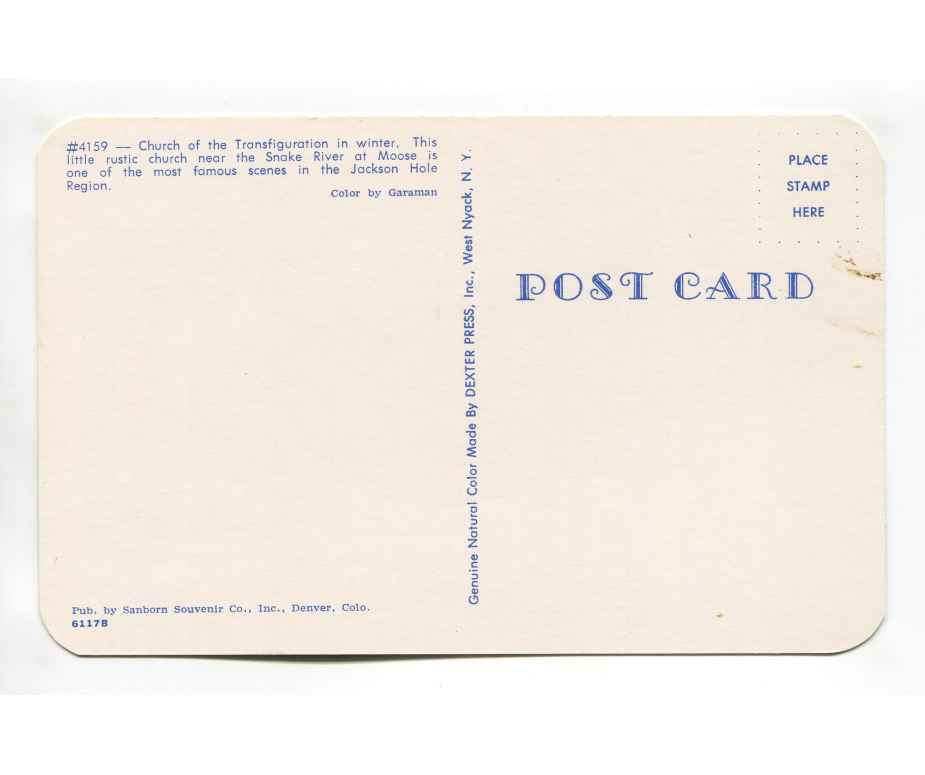 #4159 — Church of the Transfiguration in winter. This
little rustic church near the Snake River at Moose is
one of the most famous scenes in the Jackson Hole
Region.
Color by Garaman
Pub. by Sanborn Souvenir Co., Inc., Denver, Colo.
6117B
Genuine Natural Color Made By DEXTER PRESS, Inc., West Nyack, N. Y.
PLACE
STAMP
HERE
POST CARD